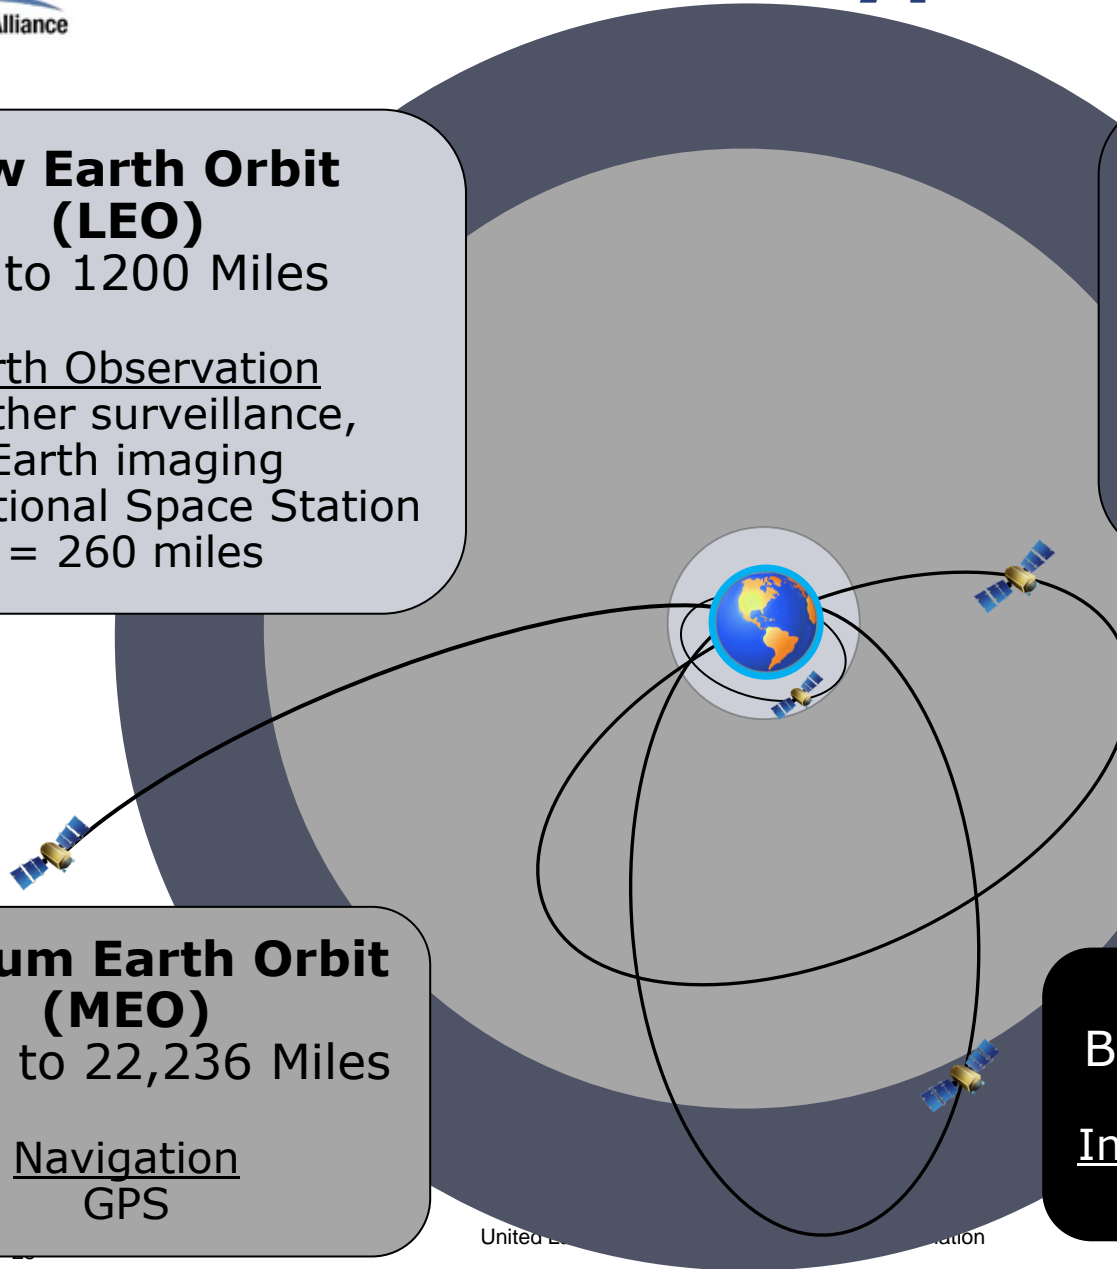 Alliance
w Earth Orbit
(LEO)
to 1200 Miles
rth Observation
ther surveillance,
Earth imaging
tional Space Station
= 260 miles
um Earth Orbit
(MEO)
to 22,236 Miles
Navigation
GPS
B
In
United
ation